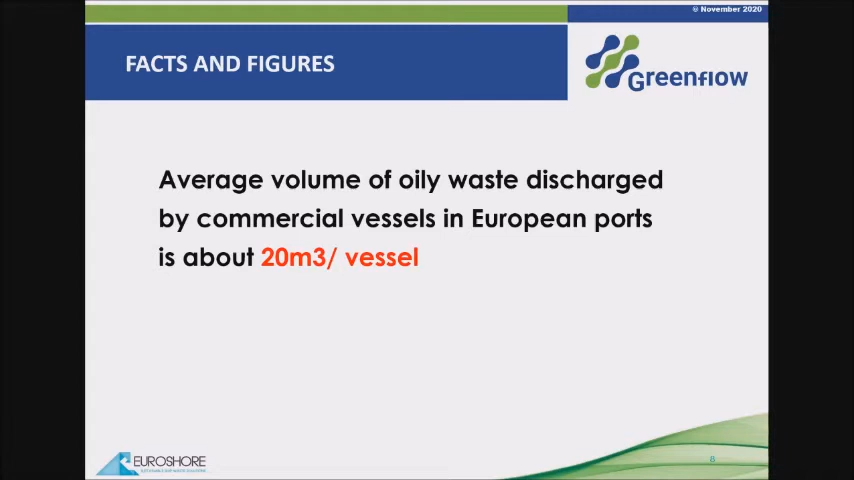 © November 2020
FACTS AND FIGURES
Greenflow
Average volume of oily waste discharged
by commercial vessels in European ports
is about 20m3/ vessel
EUROSHORE
8